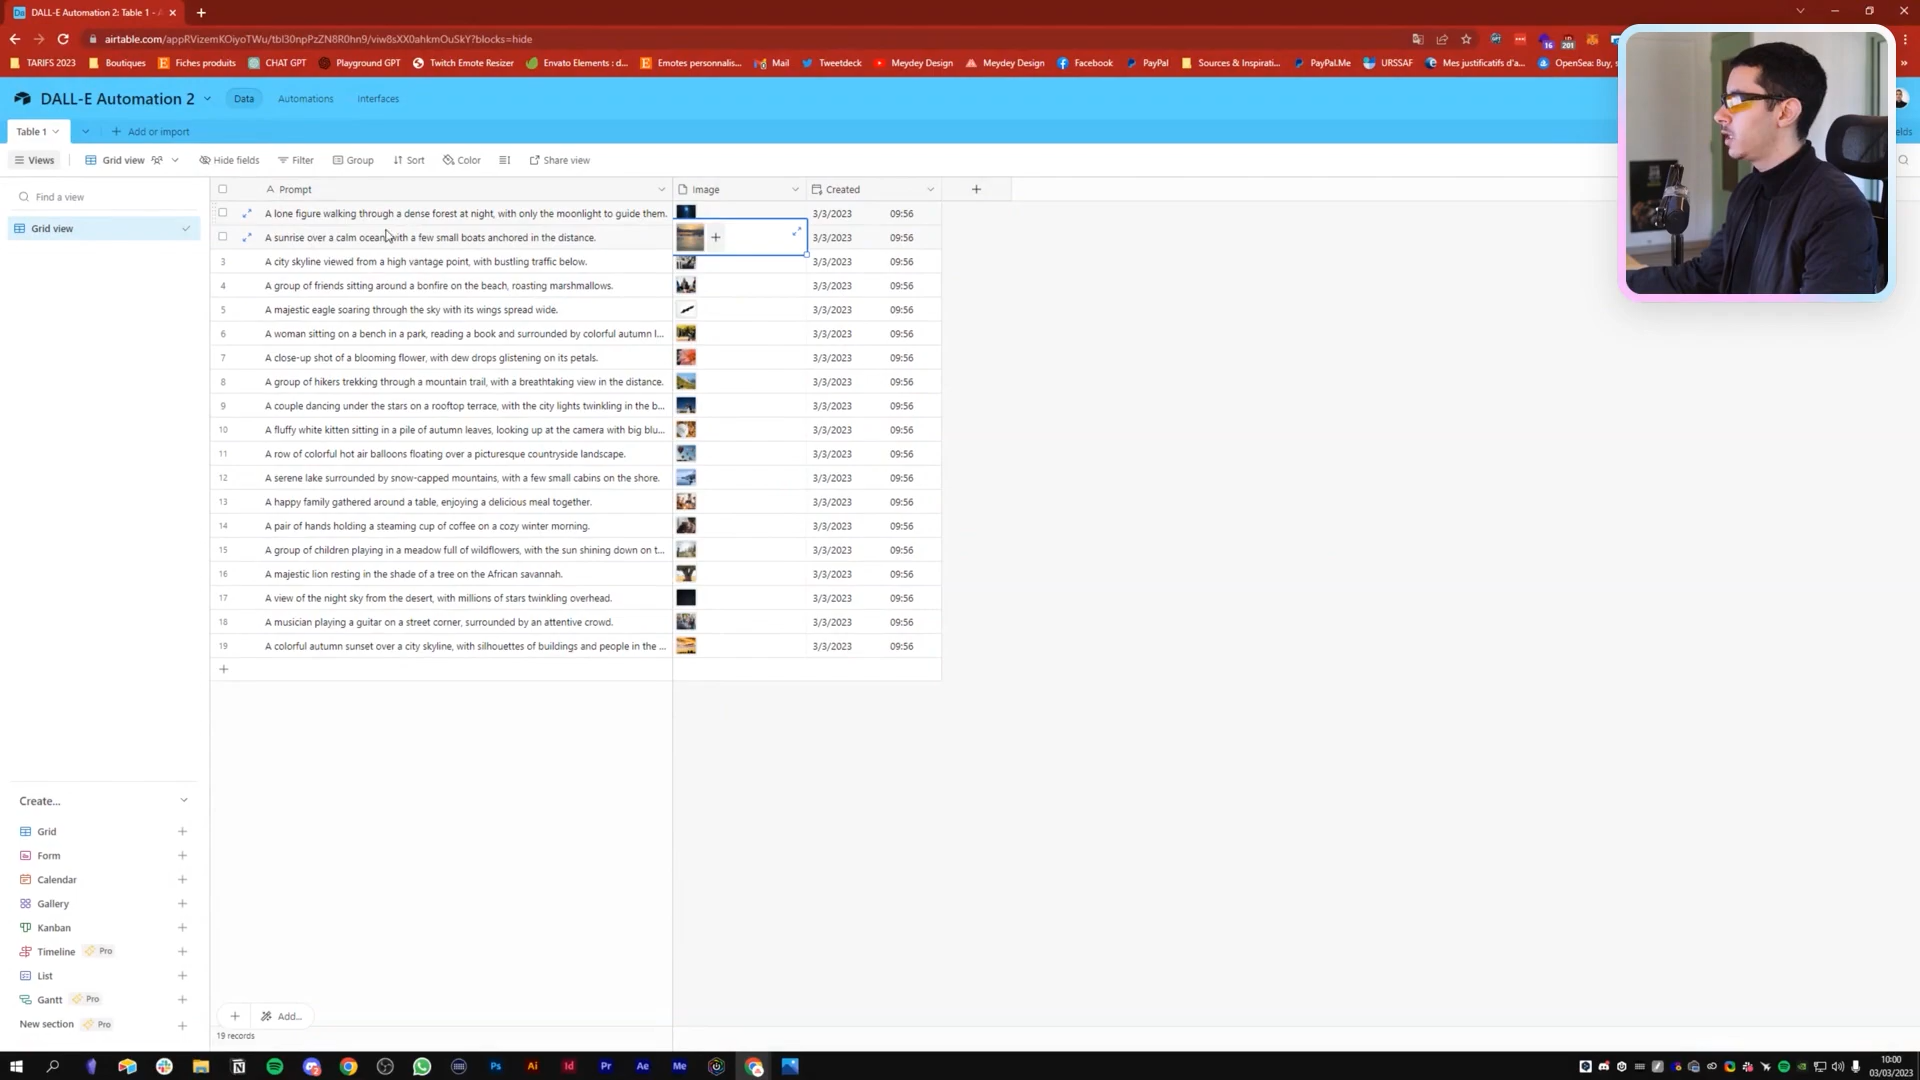 DALL-E Automation 2: Table 1 - A
airtable.com/appRVizemKOiyoTWu/tbl30npPzZN8R0hn9/viw8sXX0ahkmOuSkY?blocks=hide
16
201
TARIFS 2023
Boutiques
Fiches produits
CHAT GPT
Playground GPT
Twitch Emote Resizer
Envato Elements : d...
Emotes personnalis...
Mail
Tweetdeck
Meydey Design
Meydey Design
Facebook
PayPal
Sources & Inspirati...
PayPal.Me
URSSAF
Mes justificatifs d'a...
OpenSea: Buy, s
DALL-E Automation 2
Data
Automations
Interfaces
Table 1
Add or import
Views
Grid view
Hide fields
Filter
Group
Sort
Color
Share view
Find a view
Grid view
Prompt
Image
Created
A lone figure walking through a dense forest at night, with only the moonlight to guide them. 3/3/2023 09:56
A sunrise over a calm ocean, with a few small boats anchored in the distance. 3/3/2023 09:56
3 A city skyline viewed from a high vantage point, with bustling traffic below. 3/3/2023 09:56
4 A group of friends sitting around a bonfire on the beach, roasting marshmallows. 3/3/2023 09:56
5 A majestic eagle soaring through the sky with its wings spread wide. 3/3/2023 09:56
6 A woman sitting on a bench in a park, reading a book and surrounded by colorful autumn l... 3/3/2023 09:56
7 A close-up shot of a blooming flower, with dew drops glistening on its petals. 3/3/2023 09:56
8 A group of hikers trekking through a mountain trail, with a breathtaking view in the distance. 3/3/2023 09:56
9 A couple dancing under the stars on a rooftop terrace, with the city lights twinkling in the b... 3/3/2023 09:56
10 A fluffy white kitten sitting in a pile of autumn leaves, looking up at the camera with big blu... 3/3/2023 09:56
11 A row of colorful hot air balloons floating over a picturesque countryside landscape. 3/3/2023 09:56
12 A serene lake surrounded by snow-capped mountains, with a few small cabins on the shore. 3/3/2023 09:56
13 A happy family gathered around a table, enjoying a delicious meal together. 3/3/2023 09:56
14 A pair of hands holding a steaming cup of coffee on a cozy winter morning. 3/3/2023 09:56
15 A group of children playing in a meadow full of wildflowers, with the sun shining down on t... 3/3/2023 09:56
16 A majestic lion resting in the shade of a tree on the African savannah. 3/3/2023 09:56
17 A view of the night sky from the desert, with millions of stars twinkling overhead. 3/3/2023 09:56
18 A musician playing a guitar on a street corner, surrounded by an attentive crowd. 3/3/2023 09:56
19 A colorful autumn sunset over a city skyline, with silhouettes of buildings and people in the ... 3/3/2023 09:56
Create...
Grid
Form
Calendar
Gallery
Kanban
Timeline Pro
List
Gantt Pro
New section Pro
Add...
19 records
Ps
Ai
Id
Pr
Ae
Me
10:00
03/03/2023